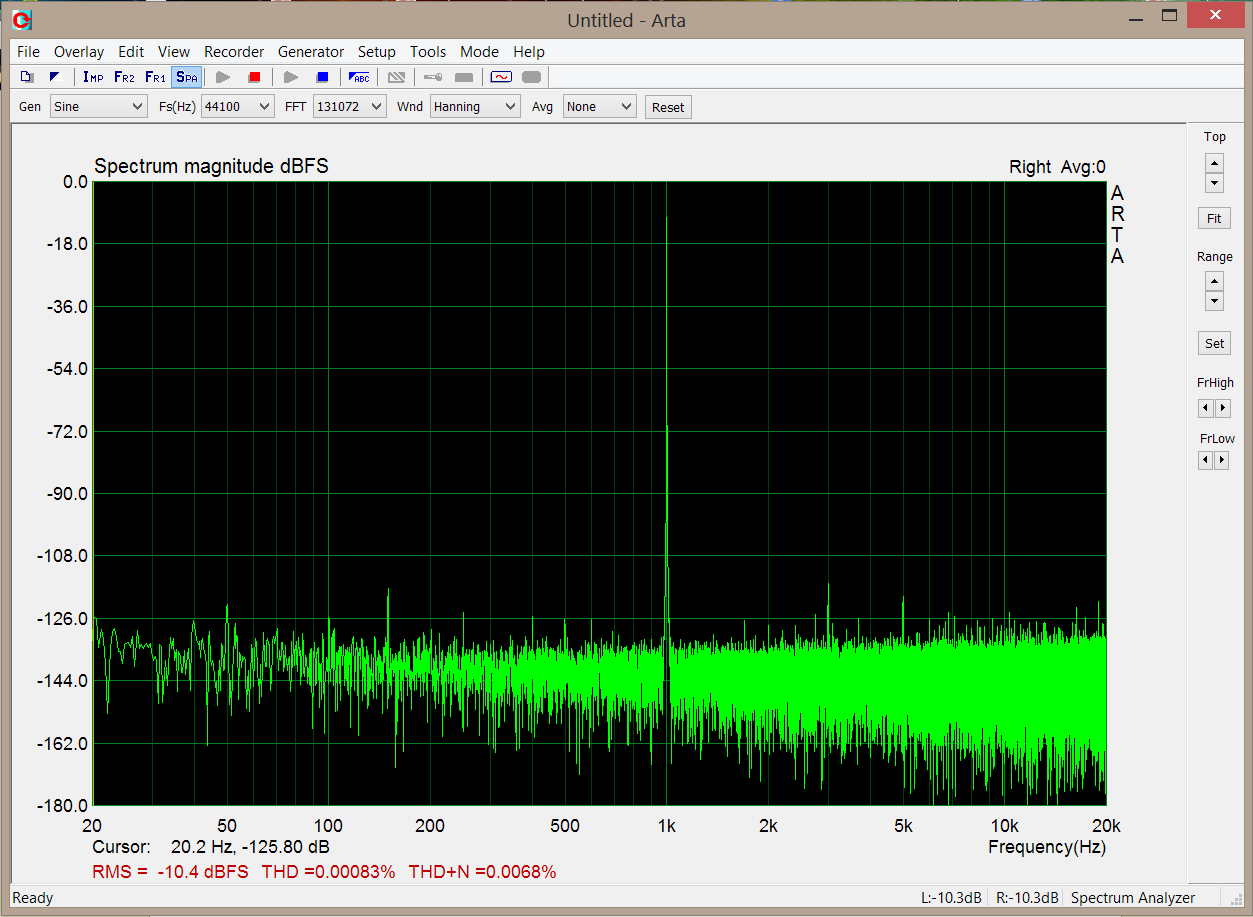 Untitled - Arta
File Overlay Edit View Recorder Generator Setup Tools Mode Help
IMP FR2 FR1 SPA ABC
Gen Sine Fs(Hz) 44100 FFT 131072 Wnd Hanning Avg None Reset
Top
Spectrum magnitude dBFS Right Avg:0
0.0
A
R
T
A
Fit
-18.0
Range
-36.0
Set
-54.0
FrHigh
-72.0
FrLow
-90.0
-108.0
-126.0
-144.0
-162.0
-180.0
20 50 100 200 500 1k 2k 5k 10k 20k
Cursor: 20.2 Hz, -125.80 dB Frequency(Hz)
RMS = -10.4 dBFS THD =0.00083% THD+N =0.0068%
Ready L:-10.3dB R:-10.3dB Spectrum Analyzer